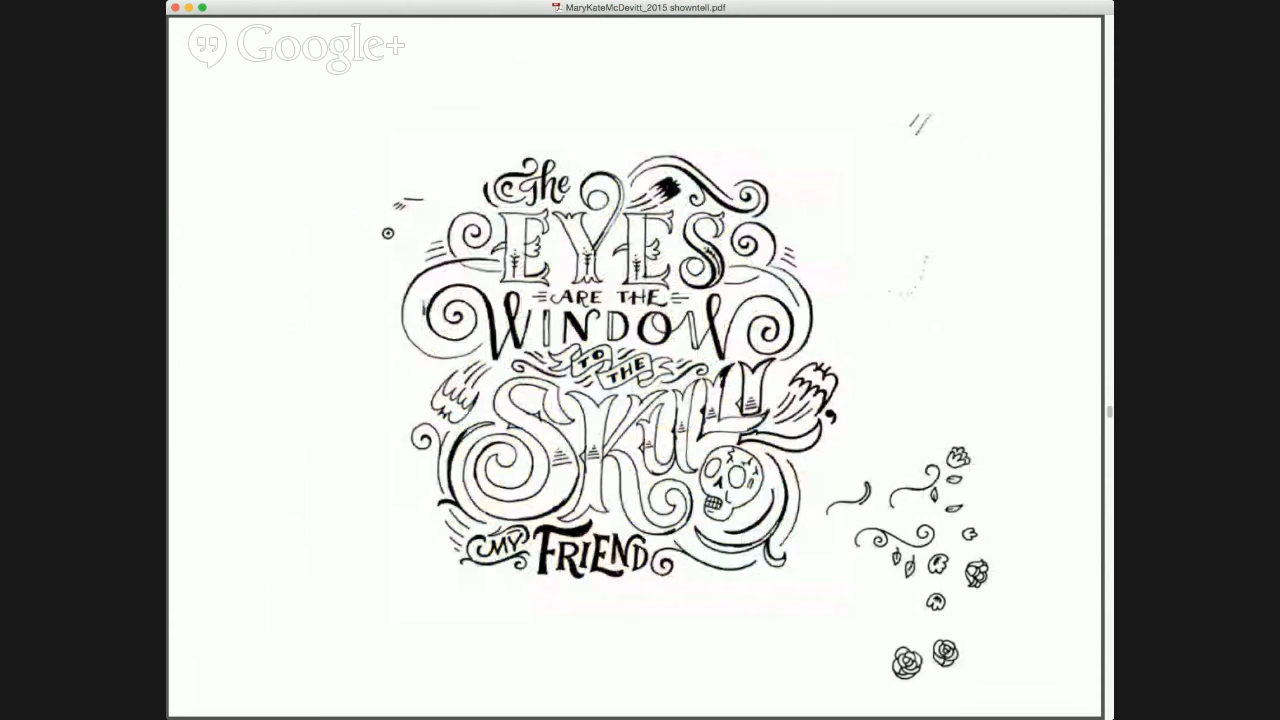 MaryKateMcDevitt_2015 showntell.pdf
Google+
The
EYES
ARE THE
WINDOW
TO THE
SKULL
MY FRIEND